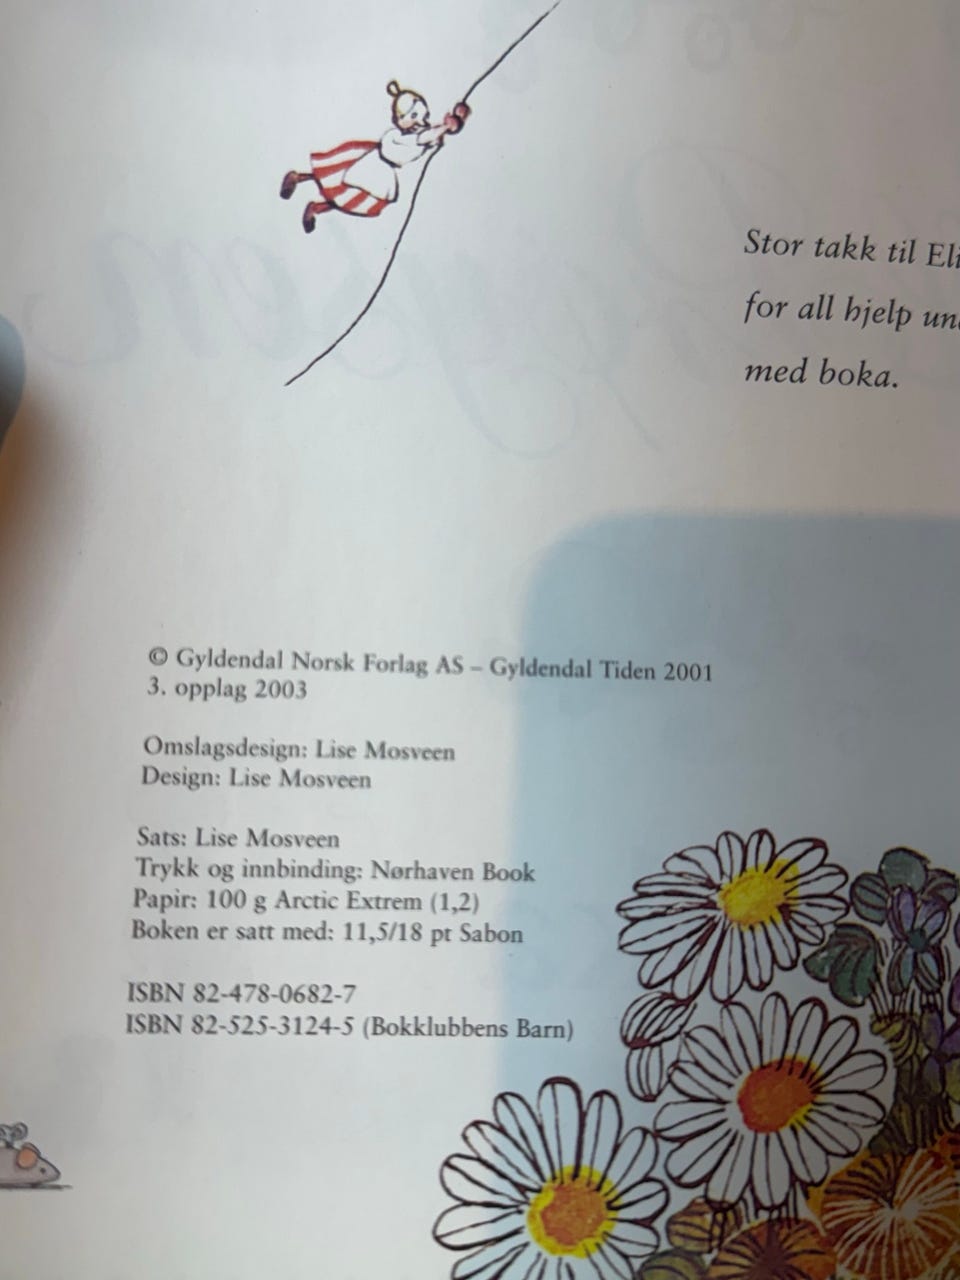 Stor takk til
for all hjelp
med boka.
© Gyldendal Norsk Forlag AS – Gyldendal Tiden 2001
3. opplag 2003
Omslagsdesign: Lise Mosveen
Design: Lise Mosveen
Sats: Lise Mosveen
Trykk og innbinding: Nørhaven Book
Papir: 100 g Arctic Extrem (1,2)
Boken er satt med: 11,5/18 pt Sabon
ISBN 82-478-0682-7
ISBN 82-525-3124-5 (Bokklubbens Barn)